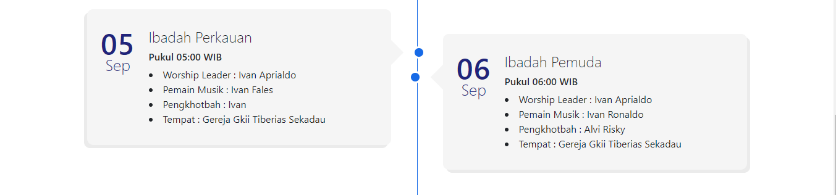 05
Sep
Ibadah Perkauan
Pukul 05:00 WIB
Worship Leader : Ivan Aprialdo
Pemain Musik : Ivan Fales
Pengkhotbah : Ivan
Tempat : Gereja Gkii Tiberias Sekadau
06
Sep
Ibadah Pemuda
Pukul 06:00 WIB
Worship Leader : Ivan Aprialdo
Pemain Musik : Ivan Ronaldo
Pengkhotbah : Alvi Risky
Tempat : Gereja Gkii Tiberias Sekadau